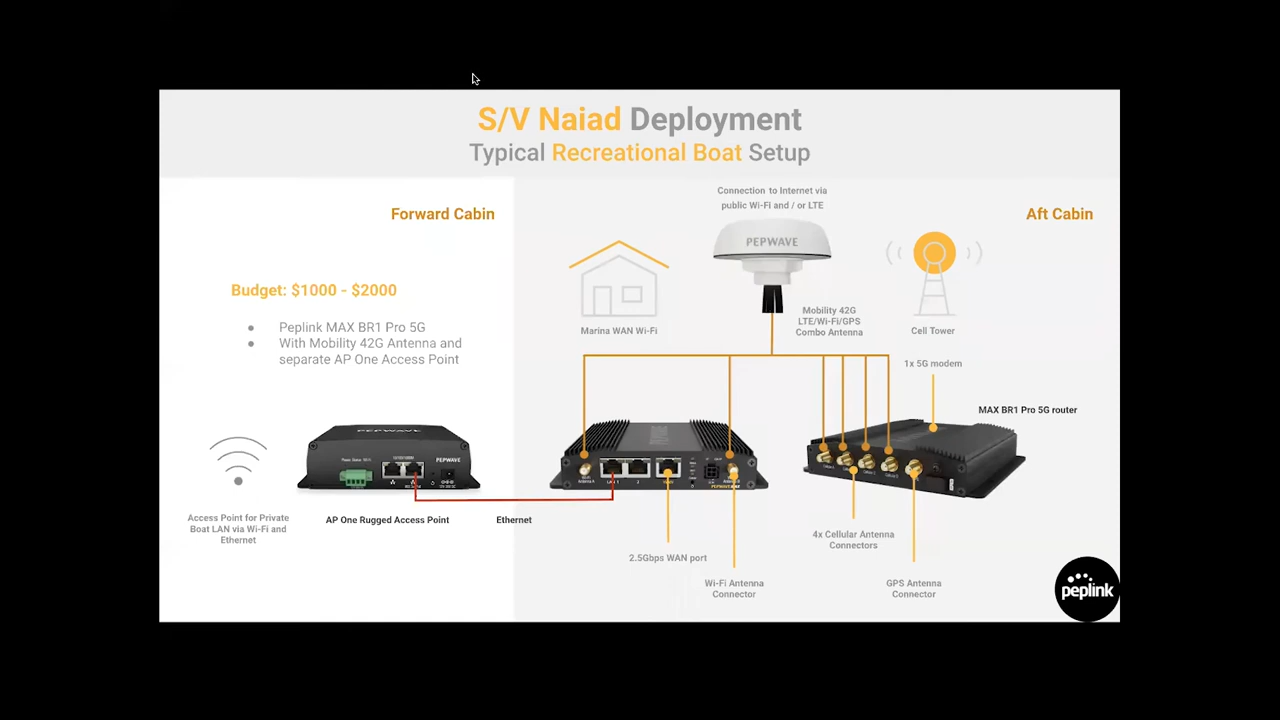 S/V Naiad Deployment
Typical Recreational Boat Setup
Forward Cabin
Budget: $1000 - $2000
● Peplink MAX BR1 Pro 5G
● With Mobility 42G Antenna and
separate AP One Access Point
PEPWAVE
PEPWAVE
Access Point for Private
Boat LAN via Wi-Fi and
Ethernet
AP One Rugged Access Point
Ethernet
Aft Cabin
Connection to Internet via
public Wi-Fi and / or LTE
PEPWAVE
Marina WAN Wi-Fi
Mobility 42G
LTE/Wi-Fi/GPS
Combo Antenna
Cell Tower
1x 5G modem
MAX BR1 Pro 5G router
PEPWAVE
2.5Gbps WAN port
Wi-Fi Antenna
Connector
4x Cellular Antenna
Connectors
GPS Antenna
Connector
peplink